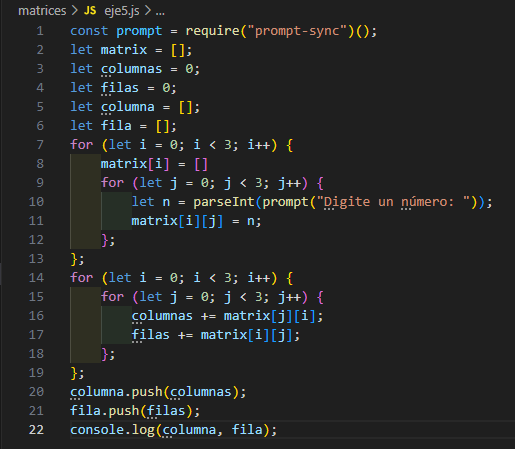 matrices > JS eje5.js > ...
1 const prompt = require("prompt-sync")();
2 let matrix = [];
3 let columnas = 0;
4 let filas = 0;
5 let columna = [];
6 let fila = [];
7 for (let i = 0; i < 3; i++) {
8 matrix[i] = []
9 for (let j = 0; j < 3; j++) {
10 let n = parseInt(prompt("Digite un número: "));
11 matrix[i][j] = n;
12 };
13 };
14 for (let i = 0; i < 3; i++) {
15 for (let j = 0; j < 3; j++) {
16 columnas += matrix[j][i];
17 filas += matrix[i][j];
18 };
19 };
20 columna.push(columnas);
21 fila.push(filas);
22 console.log(columna, fila);